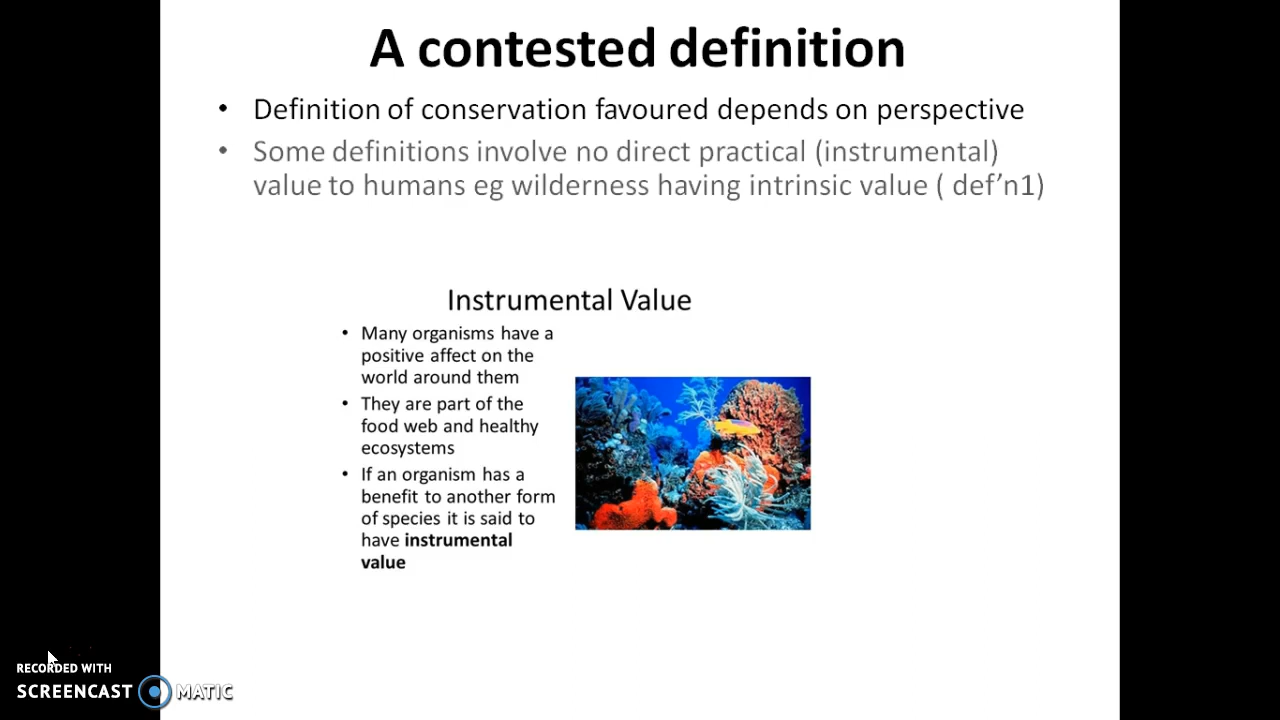 A contested definition
• Definition of conservation favoured depends on perspective
• Some definitions involve no direct practical (instrumental)
value to humans eg wilderness having intrinsic value ( def’n1)
Instrumental Value
• Many organisms have a
positive affect on the
world around them
• They are part of the
food web and healthy
ecosystems
• If an organism has a
benefit to another form
of species it is said to
have instrumental
value
RECORDED WITH
SCREENCAST MATIC